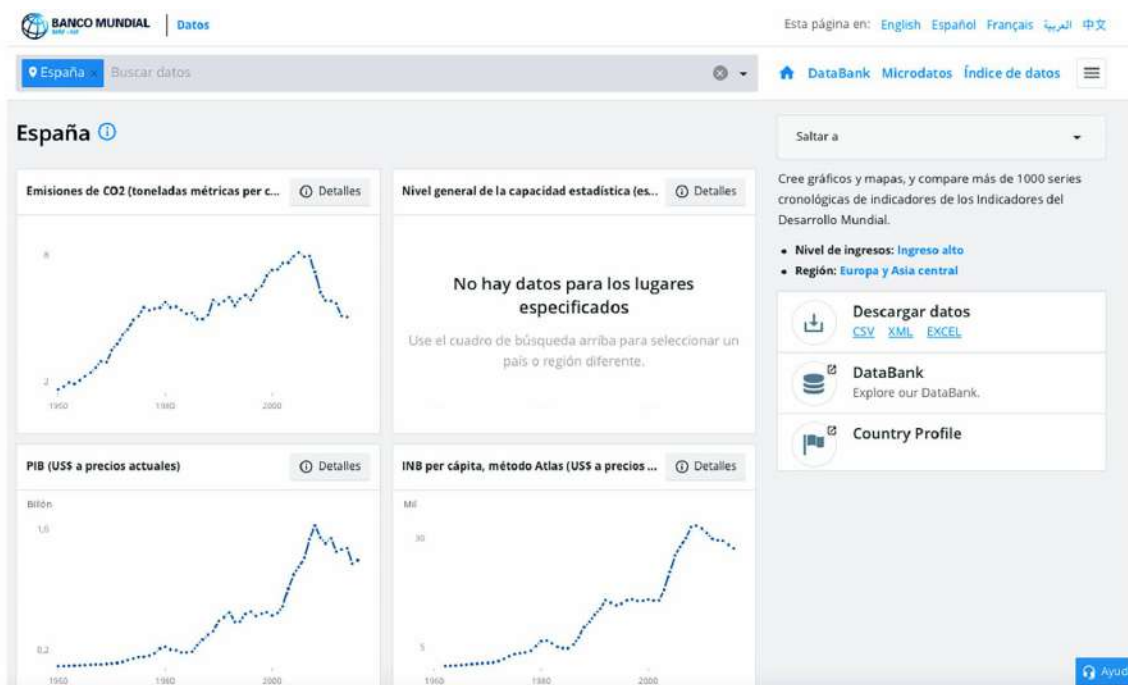 BANCO MUNDIAL
Datos
Esta página en: English Español Français العربية 中文
España × Buscar datos
DataBank Microdatos Índice de datos
España
Saltar a
Emisiones de CO2 (toneladas métricas per c... Detalles
8
2
1960 1980 2000
Nivel general de la capacidad estadística (es... Detalles
No hay datos para los lugares
especificados
Use el cuadro de búsqueda arriba para seleccionar un
país o región diferente.
Cree gráficos y mapas, y compare más de 1000 series
cronológicas de indicadores de los Indicadores del
Desarrollo Mundial.
• Nivel de ingresos: Ingreso alto
• Región: Europa y Asia central
Descargar datos
CSV XML EXCEL
DataBank
Explore our DataBank.
Country Profile
PIB (US$ a precios actuales) Detalles
Billón
1,6
0,2
1960 1980 2000
INB per cápita, método Atlas (US$ a precios ... Detalles
Mil
30
5
1960 1980 2000
Ayud